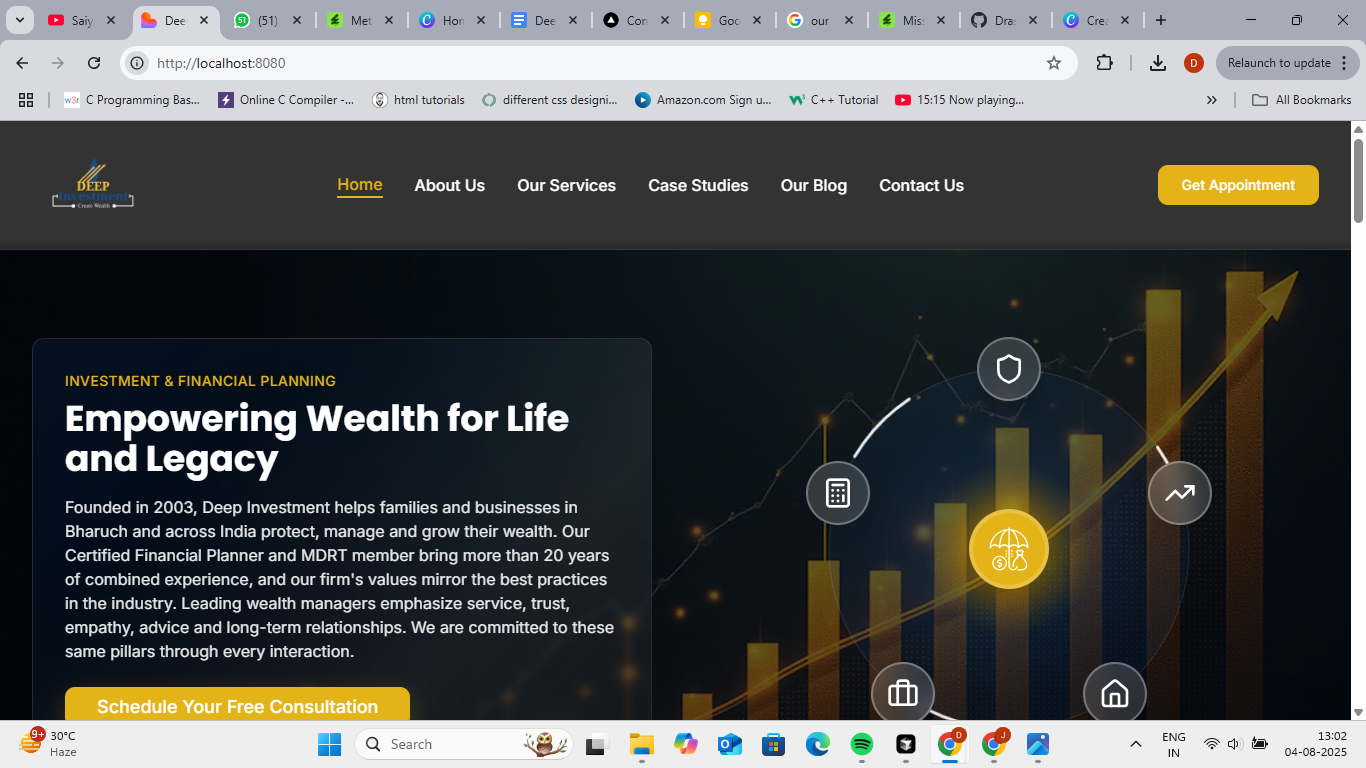 Saiy
Dee
(51)
Met
Hon
Dee
Con
Goo
our
Miss
Dras
Crea
http://localhost:8080
D
Relaunch to update
C Programming Bas...
Online C Compiler -...
html tutorials
different css designi...
Amazon.com Sign u...
C++ Tutorial
15:15 Now playing...
All Bookmarks
DEEP
Investment
Create Wealth
Home
About Us
Our Services
Case Studies
Our Blog
Contact Us
Get Appointment
INVESTMENT & FINANCIAL PLANNING
Empowering Wealth for Life
and Legacy
Founded in 2003, Deep Investment helps families and businesses in
Bharuch and across India protect, manage and grow their wealth. Our
Certified Financial Planner and MDRT member bring more than 20 years
of combined experience, and our firm's values mirror the best practices
in the industry. Leading wealth managers emphasize service, trust,
empathy, advice and long-term relationships. We are committed to these
same pillars through every interaction.
Schedule Your Free Consultation
9+
30°C
Haze
Search
D
J
ENG
IN
13:02
04-08-2025